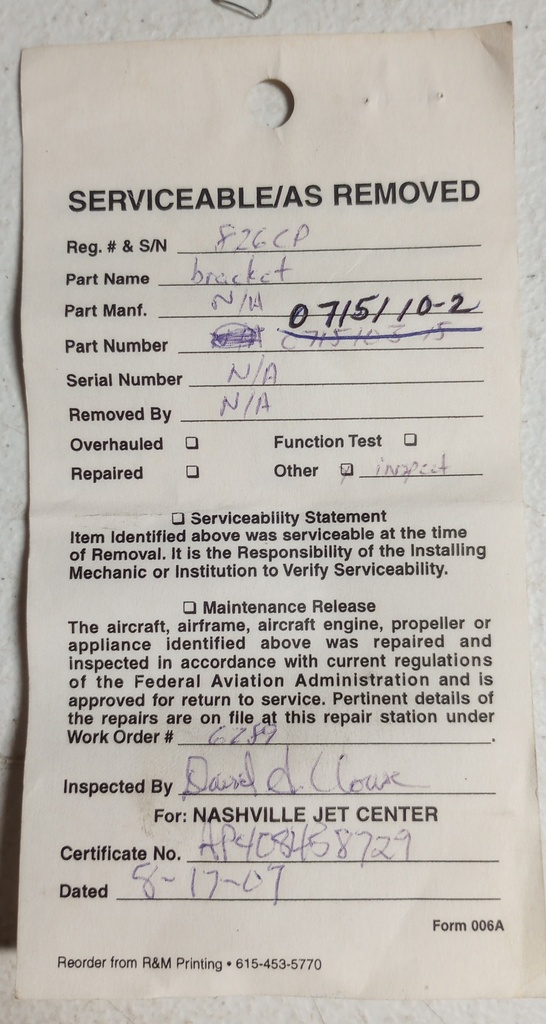 SERVICEABLE/AS REMOVED
Reg. # & S/N 826CP
Part Name bracket
Part Manf. N/A 0715110-2
Part Number
Serial Number N/A
Removed By N/A
Overhauled ❏ Function Test ❏
Repaired ❏ Other ☑ inspect
❏ Serviceability Statement
Item Identified above was serviceable at the time
of Removal. It is the Responsibility of the Installing
Mechanic or Institution to Verify Serviceability.
❏ Maintenance Release
The aircraft, airframe, aircraft engine, propeller or
appliance identified above was repaired and
inspected in accordance with current regulations
of the Federal Aviation Administration and is
approved for return to service. Pertinent details of
the repairs are on file at this repair station under
Work Order # 6289.
Inspected By David
For: NASHVILLE JET CENTER
Certificate No. AP408458729
Dated 8-17-07
Form 006A
Reorder from R&M Printing • 615-453-5770